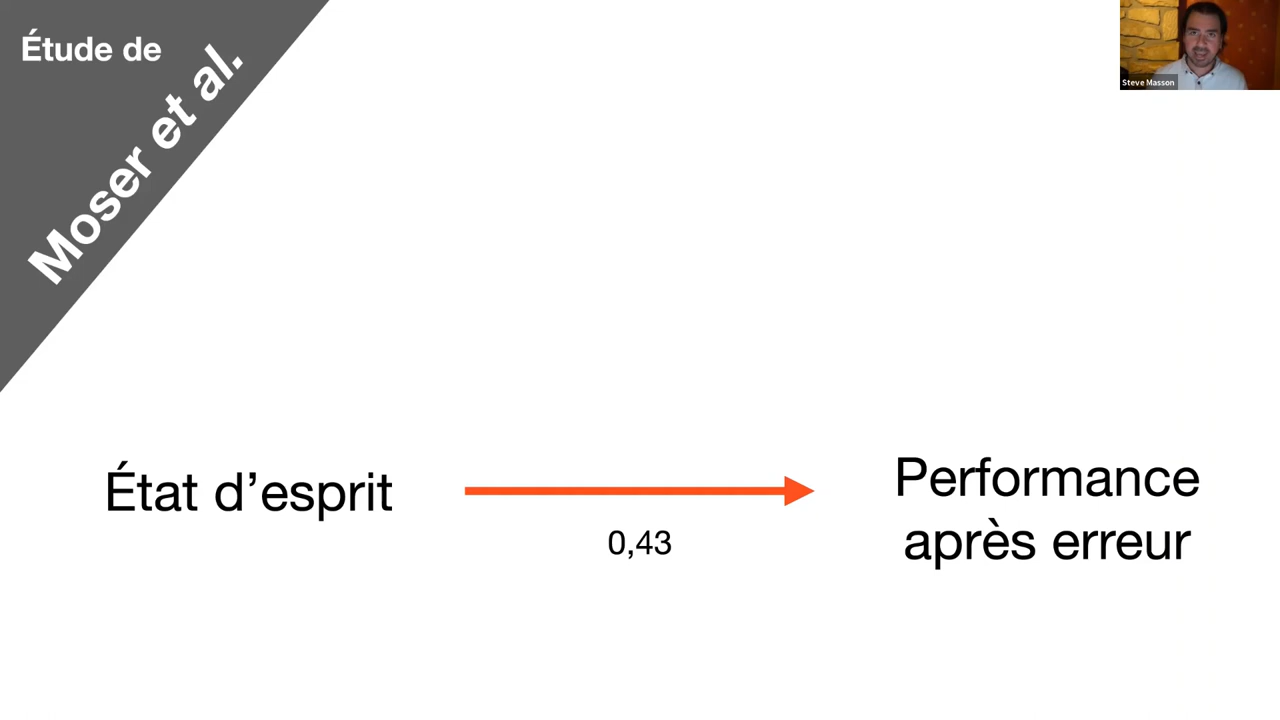 Étude de
Moser et al.
Steve Masson
État d’esprit
0,43
Performance
après erreur